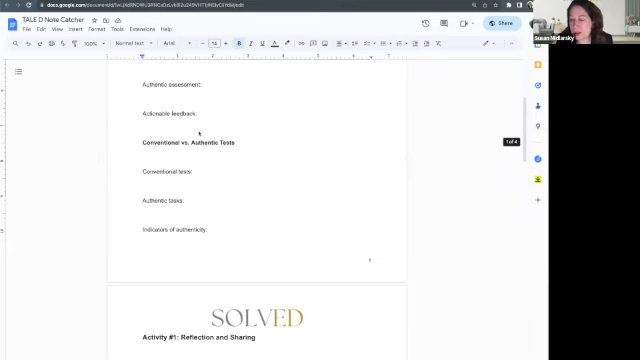 TALE D Note Catcher
File Edit View Insert Format Tools Extensions Help
Share
100%
Normal text
Arial
14
Susan Midlarsky
Authentic assessment:
Actionable feedback:
Conventional vs. Authentic Tests
1 of 4
Conventional tests:
Authentic tasks:
Indicators of authenticity:
1
SOLVED
Activity #1: Reflection and Sharing